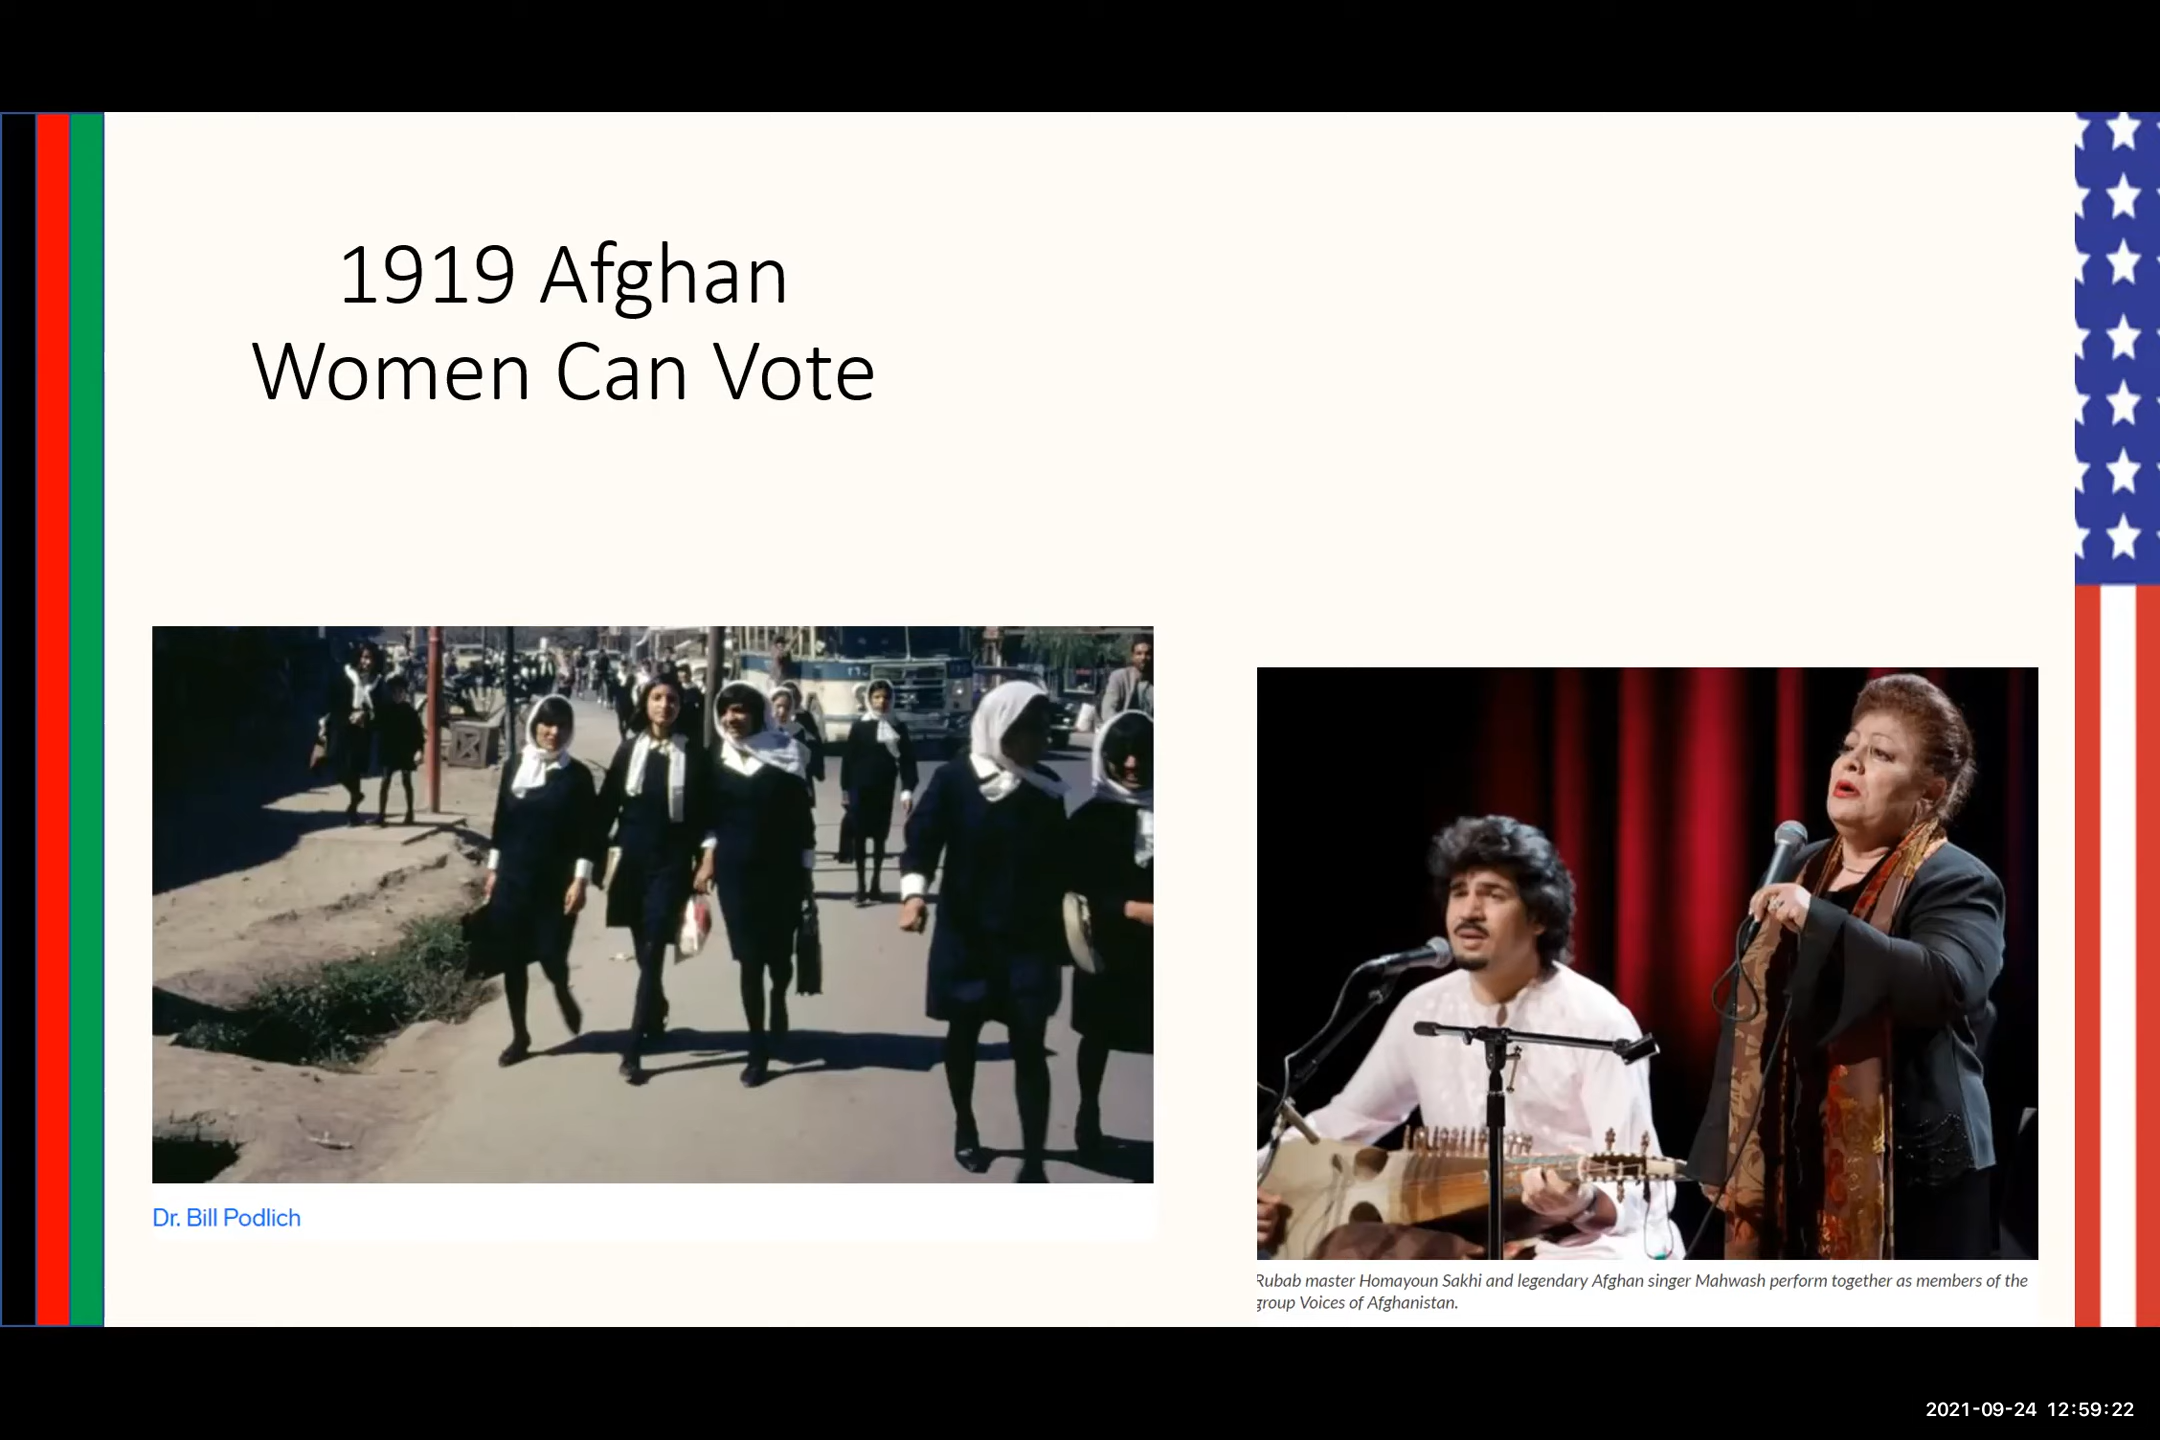 1919 Afghan
Women Can Vote
Dr. Bill Podlich
Rubab master Homayoun Sakhi and legendary Afghan singer Mahwash perform together as members of the
group Voices of Afghanistan.
2021-09-24 12:59:22